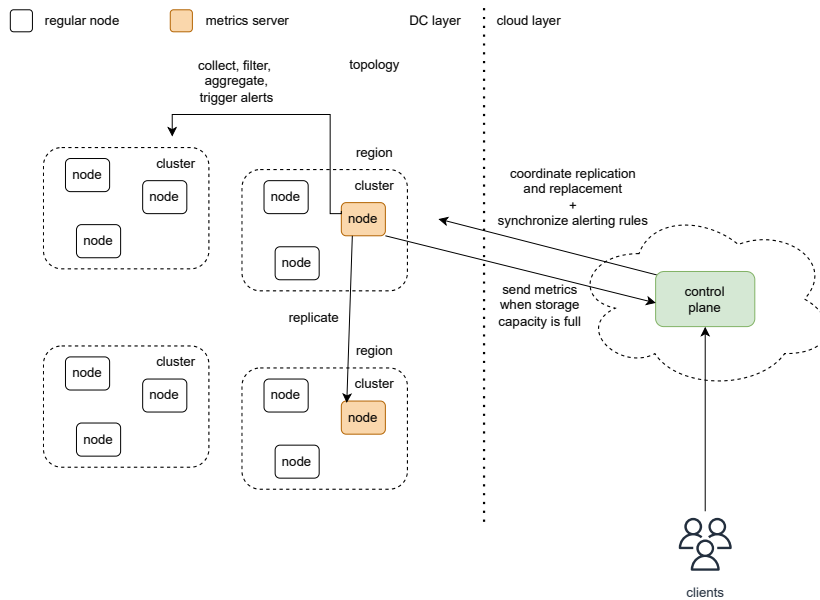 regular node
metrics server
DC layer
cloud layer
collect, filter,
aggregate,
trigger alerts
topology
region
cluster
node
node
node
cluster
node
node
node
coordinate replication
and replacement
+
synchronize alerting rules
send metrics
when storage
capacity is full
control
plane
replicate
region
cluster
node
node
node
cluster
node
node
node
clients